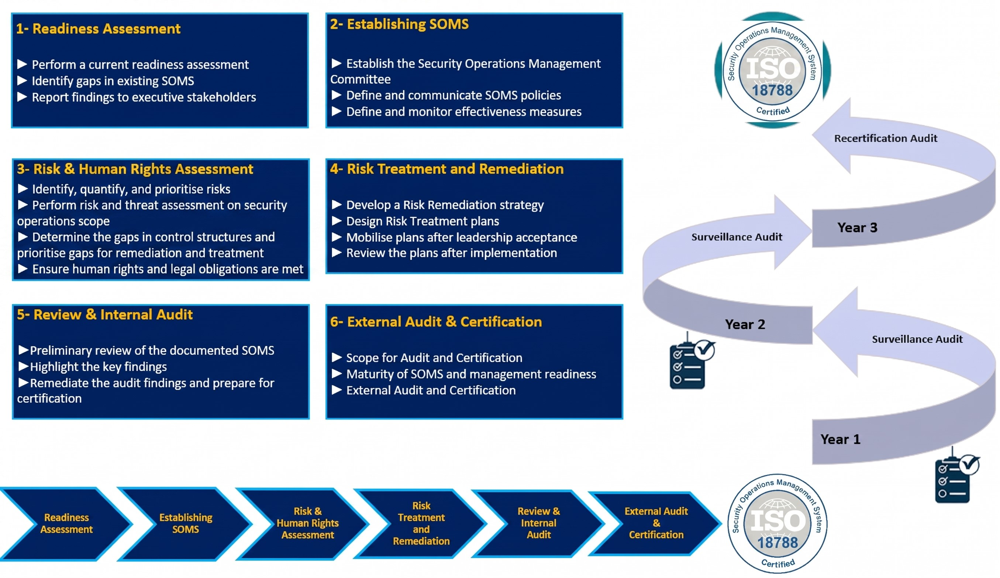 1- Readiness Assessment
► Perform a current readiness assessment
► Identify gaps in existing SOMS
► Report findings to executive stakeholders
2- Establishing SOMS
► Establish the Security Operations Management
Committee
► Define and communicate SOMS policies
► Define and monitor effectiveness measures
3- Risk & Human Rights Assessment
► Identify, quantify, and prioritise risks
► Perform risk and threat assessment on security
operations scope
► Determine the gaps in control structures and
prioritise gaps for remediation and treatment
► Ensure human rights and legal obligations are met
4- Risk Treatment and Remediation
► Develop a Risk Remediation strategy
► Design Risk Treatment plans
► Mobilise plans after leadership acceptance
► Review the plans after implementation
5- Review & Internal Audit
►Preliminary review of the documented SOMS
►Highlight the key findings
►Remediate the audit findings and prepare for
certification
6- External Audit & Certification
► Scope for Audit and Certification
► Maturity of SOMS and management readiness
► External Audit and Certification
Security Operations Management System
ISO
18788
Certified
Recertification Audit
Year 3
Surveillance Audit
Year 2
Surveillance Audit
Year 1
Readiness
Assessment
Establishing
SOMS
Risk &
Human Rights
Assessment
Risk
Treatment
and
Remediation
Review &
Internal
Audit
External Audit
&
Certification
Security Operations Management System
ISO
18788
Certified